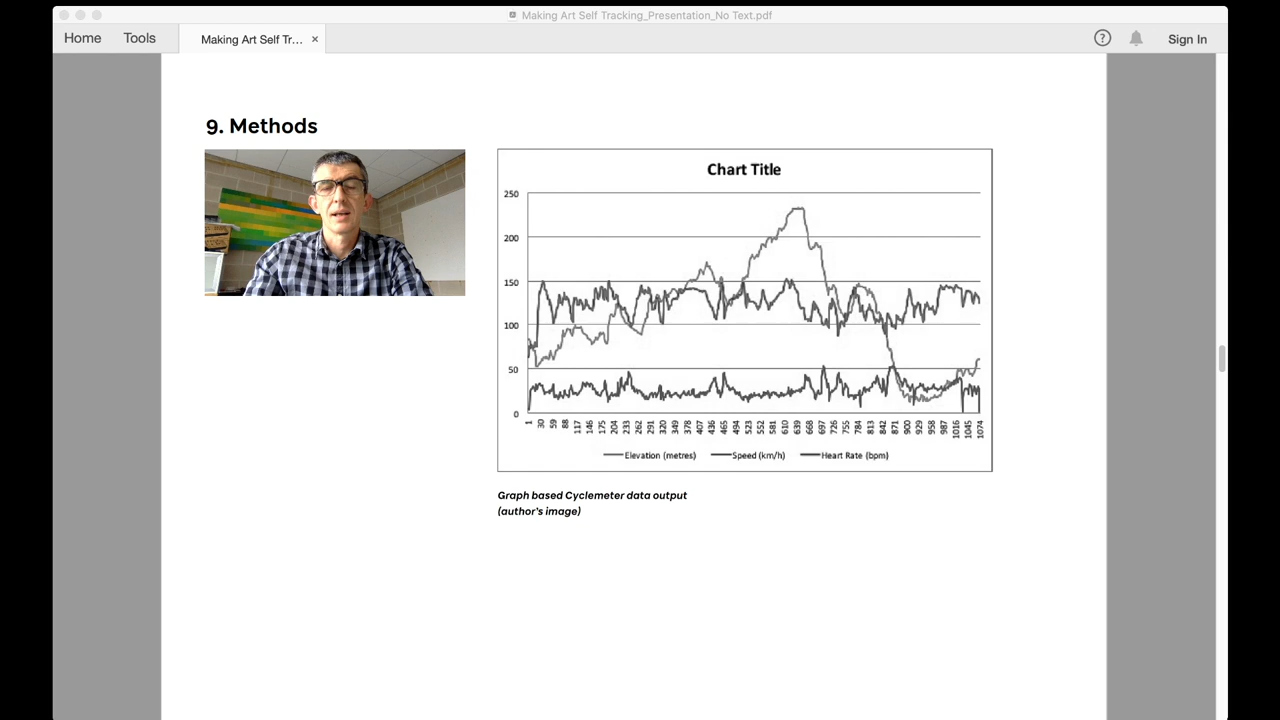 Making Art Self Tracking_Presentation_No Text.pdf
Home Tools Making Art Self Tr... × ? Sign In
9. Methods
Chart Title
250
200
150
100
50
0
1 30 59 88 117 146 175 204 233 262 291 320 349 378 407 436 465 494 523 552 581 610 639 668 697 726 755 784 813 842 871 900 929 958 987 1016 1045 1074
Elevation (metres) Speed (km/h) Heart Rate (bpm)
Graph based Cyclemeter data output
(author's image)